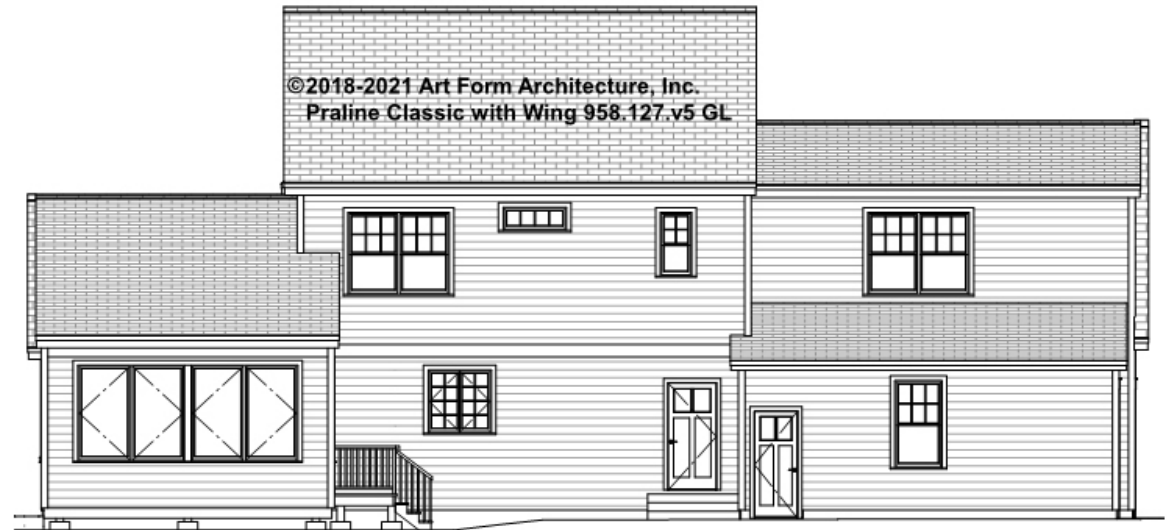 ©2018-2021 Art Form Architecture, Inc.
Praline Classic with Wing 958.127.v5 GL